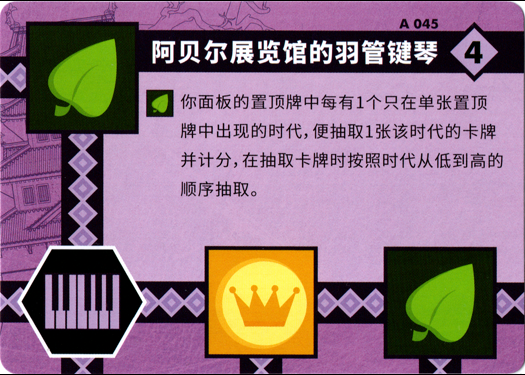 A 045
阿贝尔展览馆的羽管键琴
4
你面板的置顶牌中每有1个只在单张置顶
牌中出现的时代，便抽取1张该时代的卡牌
并计分，在抽取卡牌时按照时代从低到高的
顺序抽取。